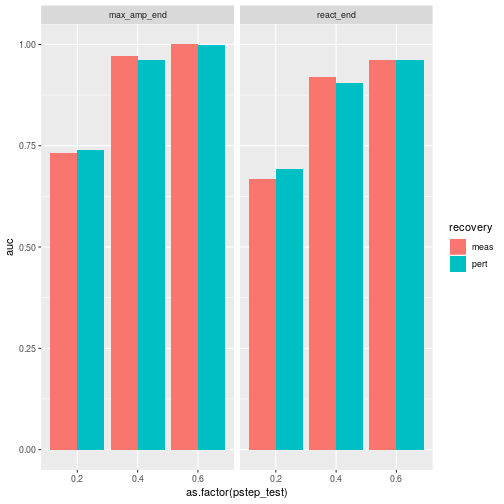 max_amp_end
react_end
1.00
0.75
0.50
0.25
0.00
auc
0.2
0.4
0.6
0.2
0.4
0.6
as.factor(pstep_test)
recovery
meas
pert